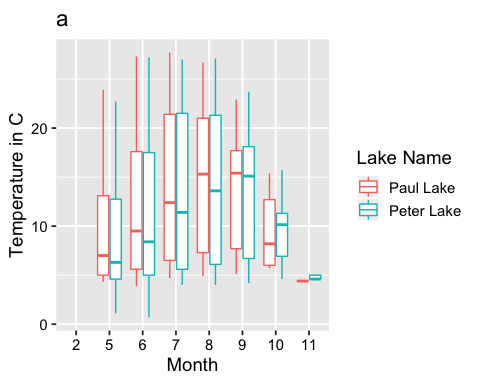 a
Temperature in C
20
10
0
2 5 6 7 8 9 10 11
Month
Lake Name
Paul Lake
Peter Lake